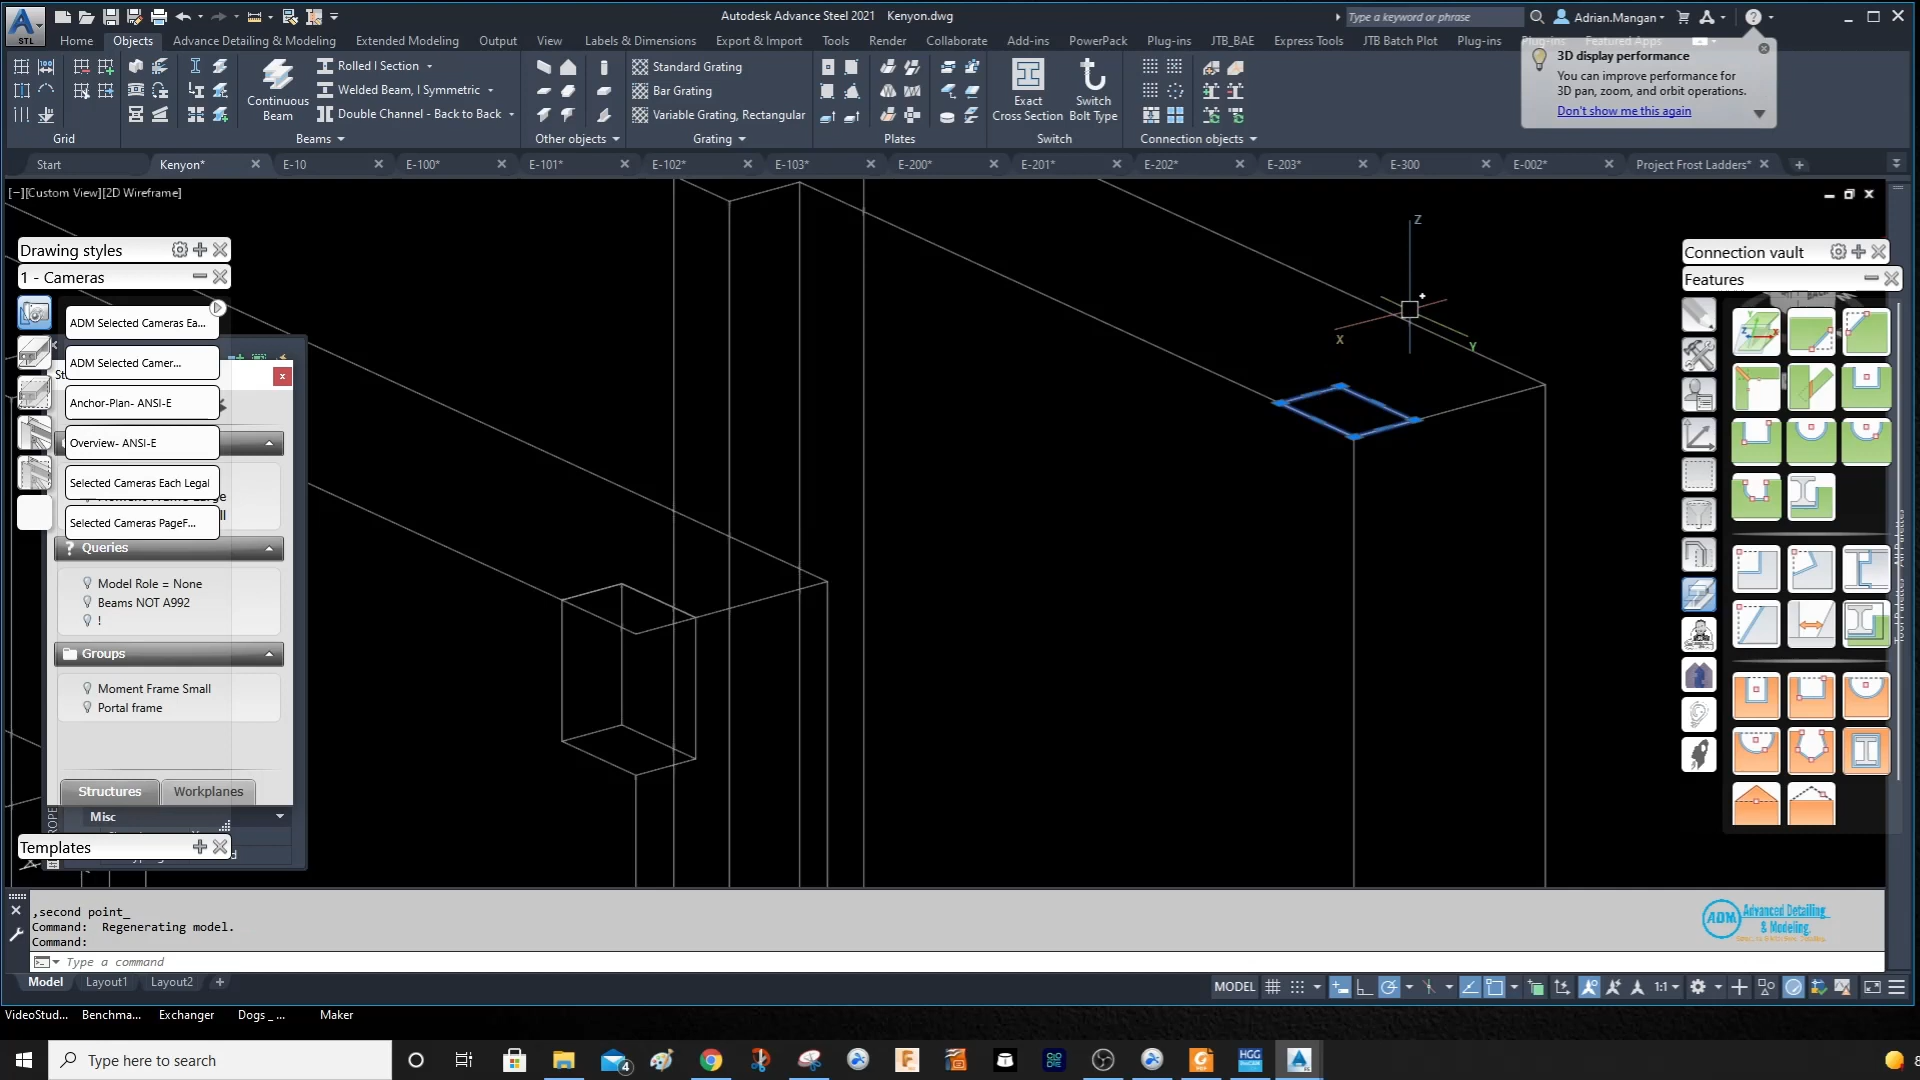 Autodesk Advance Steel 2021   Kenyon.dwg
Type a keyword or phrase
Adrian.Mangan
STL
Home
Objects
Advance Detailing & Modeling
Extended Modeling
Output
View
Labels & Dimensions
Export & Import
Tools
Render
Collaborate
Add-ins
PowerPack
Plug-ins
JTB_BAE
Express Tools
JTB Batch Plot
Plug-ins
Plug-ins
Featured Apps
3D display performance
You can improve performance for
3D pan, zoom, and orbit operations.
Don't show me this again
Continuous
Beam
Rolled I Section
Welded Beam, I Symmetric
Double Channel - Back to Back
Standard Grating
Bar Grating
Variable Grating, Rectangular
Exact
Cross Section
Switch
Bolt Type
Grid
Beams
Other objects
Grating
Plates
Switch
Connection objects
Start
Kenyon*
E-10
E-100*
E-101*
E-102*
E-103*
E-200*
E-201*
E-202*
E-203*
E-300
E-002*
Project Frost Ladders*
[−][Custom View][2D Wireframe]
Z
X
Y
Drawing styles
1 - Cameras
ADM Selected Cameras Ea...
ADM Selected Camer...
Anchor-Plan- ANSI-E
Overview- ANSI-E
Selected Cameras Each Legal
Selected Cameras PageF...
? Queries
Model Role = None
Beams NOT A992
!
Groups
Moment Frame Small
Portal frame
Structures
Workplanes
Misc
Templates
Connection vault
Features
,second point_
Command:  Regenerating model.
Command:
Type a command
ADM Advanced Detailing
& Modeling.
Model
Layout1
Layout2
MODEL
1:1
VideoStud...
Benchma...
Exchanger
Dogs _ ...
Maker
Type here to search
4
HGG